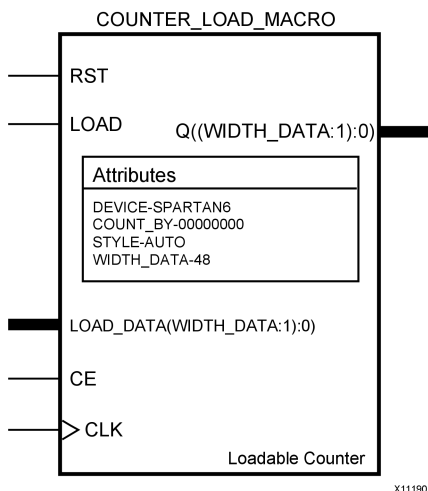 COUNTER_LOAD_MACRO
RST
LOAD
Q((WIDTH_DATA:1):0)
Attributes
DEVICE-SPARTAN6
COUNT_BY-00000000
STYLE-AUTO
WIDTH_DATA-48
LOAD_DATA(WIDTH_DATA:1):0)
CE
CLK
Loadable Counter
X11190